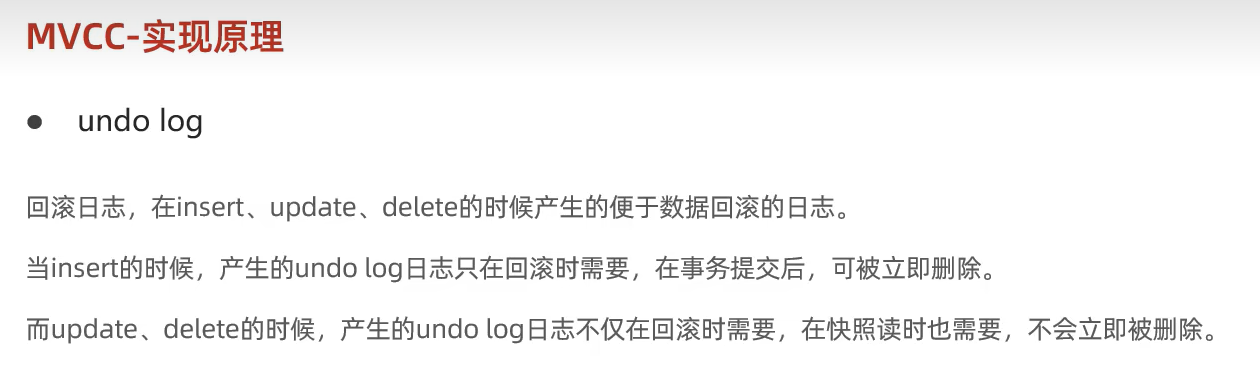 MVCC-实现原理
● undo log
回滚日志，在insert、update、delete的时候产生的便于数据回滚的日志。
当insert的时候，产生的undo log日志只在回滚时需要，在事务提交后，可被立即删除。
而update、delete的时候，产生的undo log日志不仅在回滚时需要，在快照读时也需要，不会立即被删除。